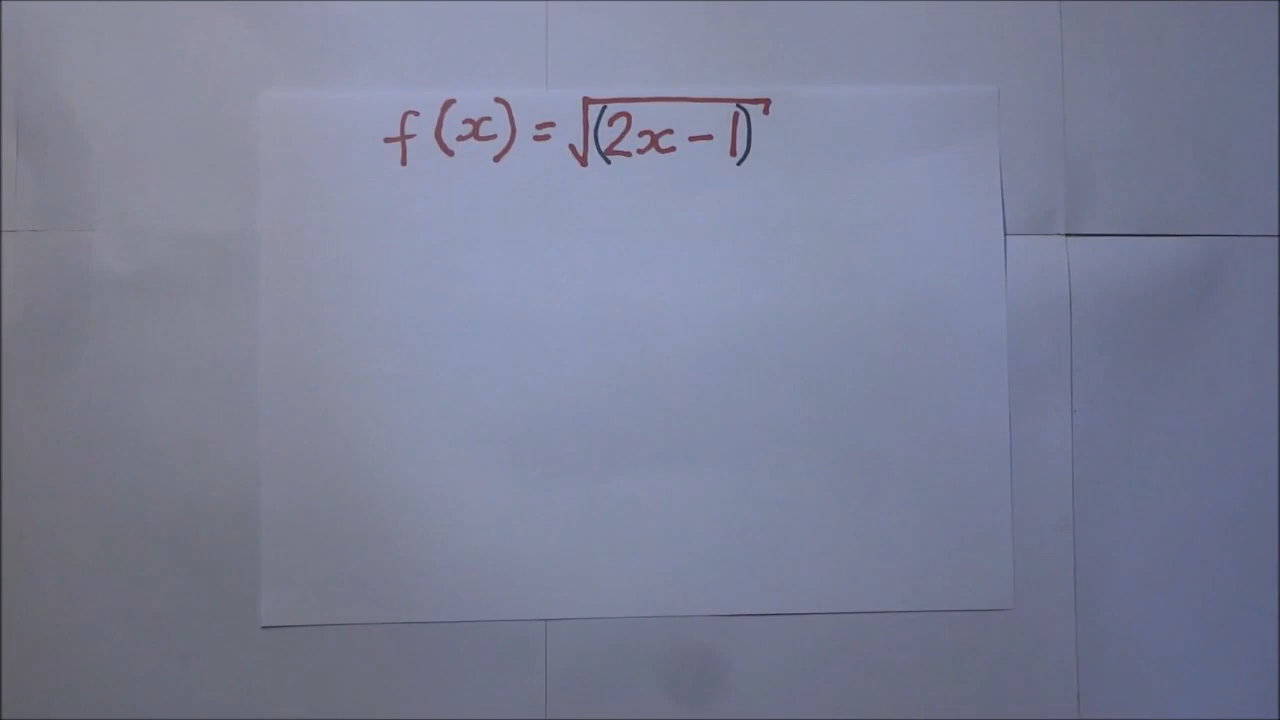 f(x) = √(2x - 1)